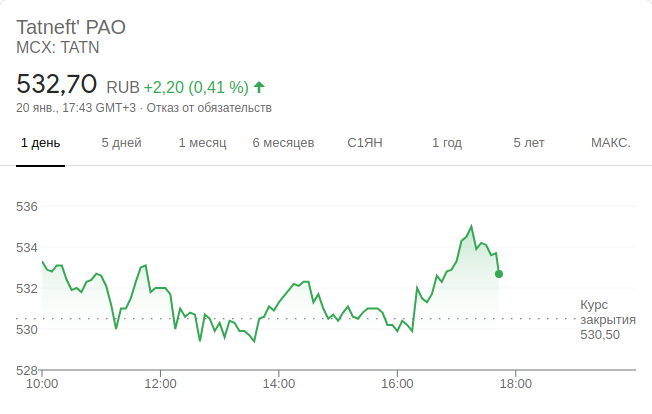 Tatneft' PAO
MCX: TATN
532,70 RUB +2,20 (0,41 %)
20 янв., 17:43 GMT+3 · Отказ от обязательств
1 день 5 дней 1 месяц 6 месяцев С1ЯН 1 год 5 лет МАКС.
536
534
532
530
528
Курс
закрытия
530,50
10:00 12:00 14:00 16:00 18:00